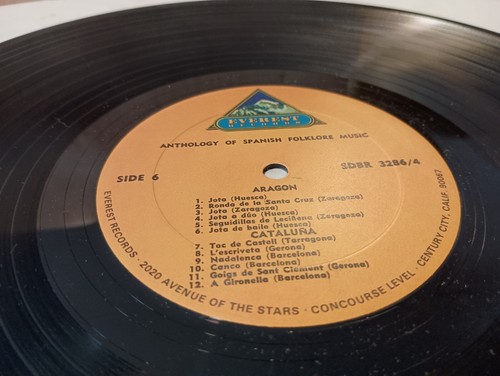 EVEREST
RECORDS
ANTHOLOGY OF SPANISH FOLKLORE MUSIC
SIDE 6
SDBR 3286/4
ARAGON
1. Jota (Huesca)
2. Ronda de la Santa Cruz (Zaragoza)
3. Jota (Zaragoza)
4. Jota a dúo (Huesca)
5. Seguidillas de Leciñena (Zaragoza)
6. Jota de baile (Huesca)
CATALUÑA
7. Toc de Castell (Tarragona)
8. L'escriveta (Gerona)
9. Nadalenca (Barcelona)
10. Canco (Barcelona)
11. Goigs de Sant Clement (Gerona)
12. A Gironella (Barcelona)
EVEREST RECORDS - 2020 AVENUE OF THE STARS - CONCOURSE LEVEL - CENTURY CITY, CALIF. 90067